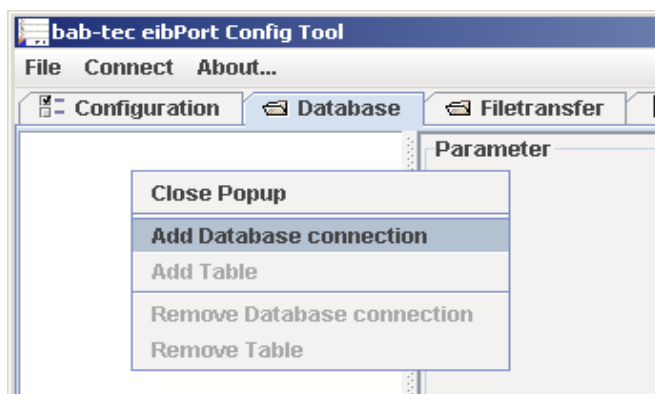 bab-tec eibPort Config Tool
File Connect About...
Configuration Database Filetransfer
Parameter
Close Popup
Add Database connection
Add Table
Remove Database connection
Remove Table